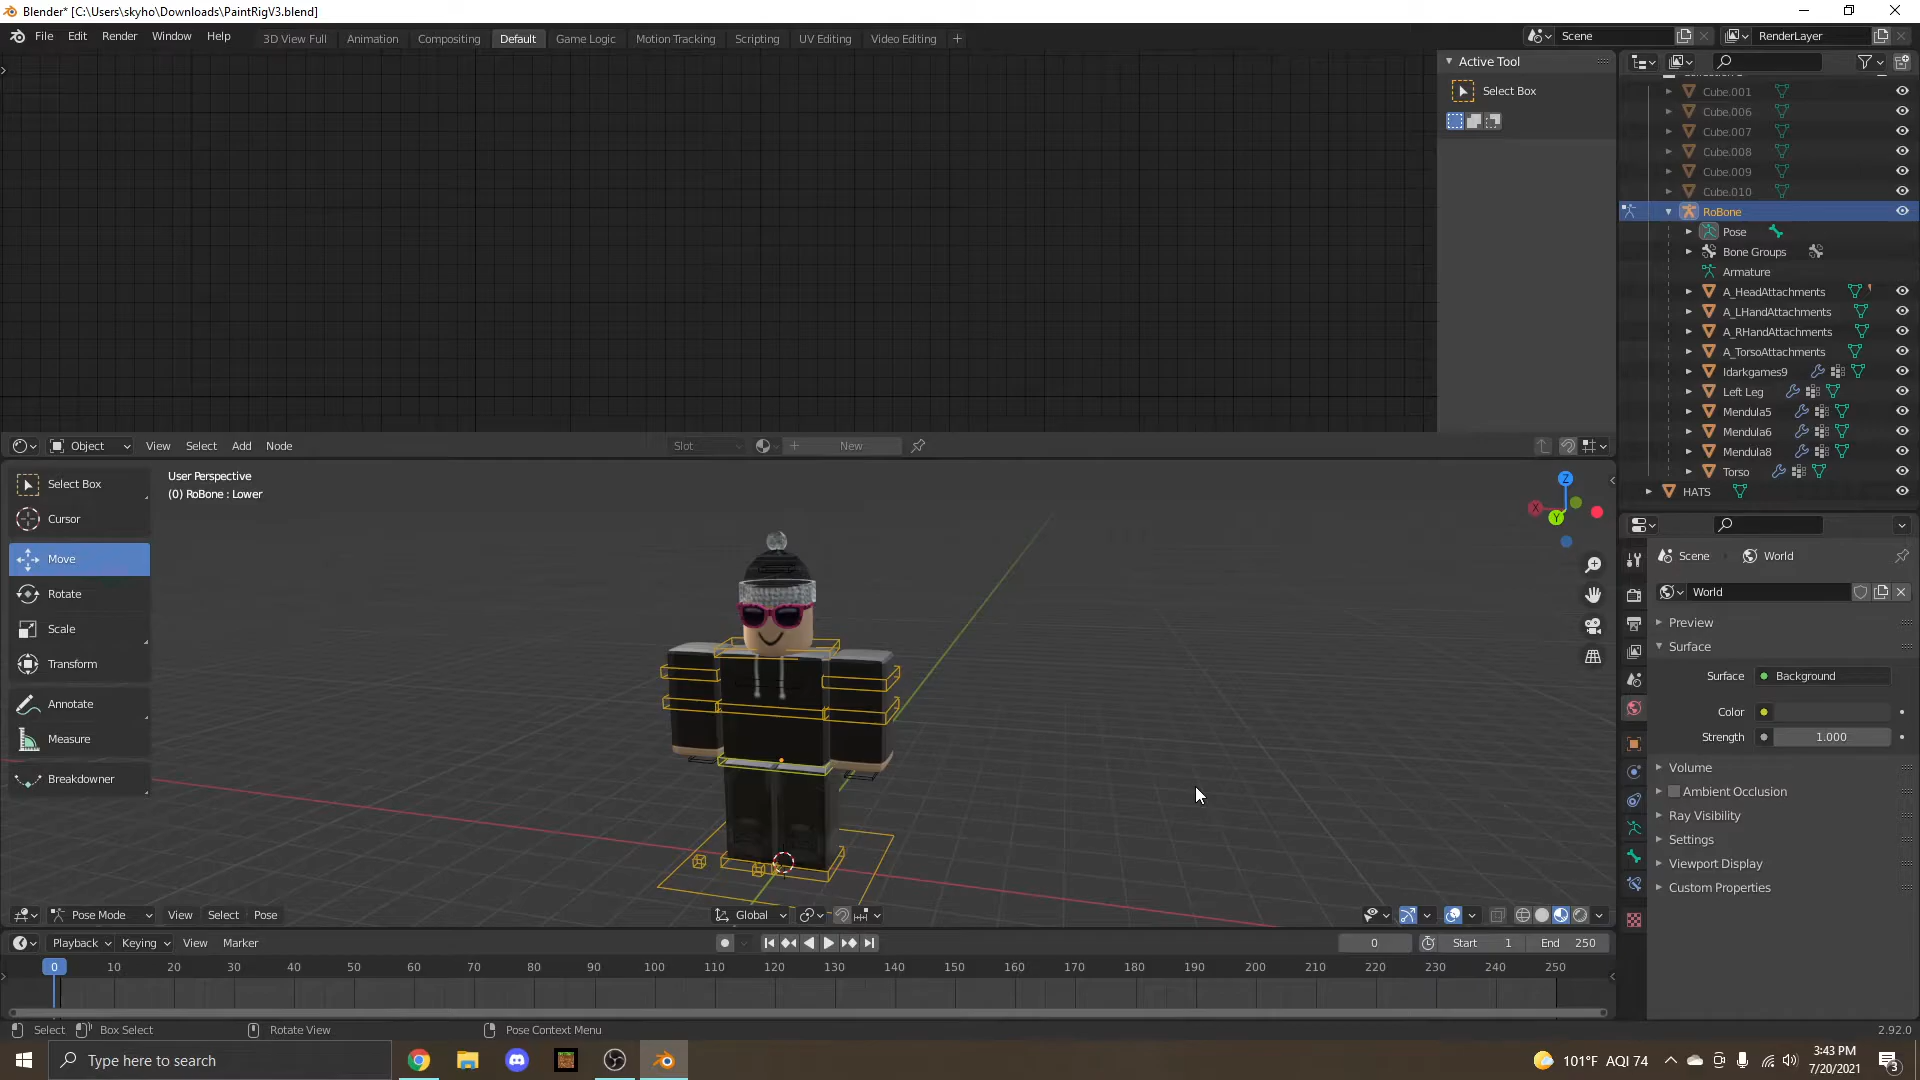 Blender* [C:\Users\skyho\Downloads\PaintRigV3.blend]
File Edit Render Window Help
3D View Full Animation Compositing Default Game Logic Motion Tracking Scripting UV Editing Video Editing +
Scene RenderLayer
Active Tool
Select Box
Cube.001
Cube.006
Cube.007
Cube.008
Cube.009
Cube.010
RoBone
Pose
Bone Groups
Armature
A_HeadAttachments
A_LHandAttachments
A_RHandAttachments
A_TorsoAttachments
Idarkgames9
Left Leg
Mendula5
Mendula6
Mendula8
Torso
HATS
Object View Select Add Node Slot New
User Perspective
(0) RoBone : Lower
Select Box
Cursor
Move
Rotate
Scale
Transform
Annotate
Measure
Breakdowner
Z
X
Y
Scene World
World
Preview
Surface
Surface Background
Color
Strength 1.000
Volume
Ambient Occlusion
Ray Visibility
Settings
Viewport Display
Custom Properties
Pose Mode View Select Pose Global
Playback Keying View Marker 0 Start 1 End 250
0 10 20 30 40 50 60 70 80 90 100 110 120 130 140 150 160 170 180 190 200 210 220 230 240 250
Select Box Select Rotate View Pose Context Menu 2.92.0
Type here to search
101°F AQI 74
3:43 PM
7/20/2021
3